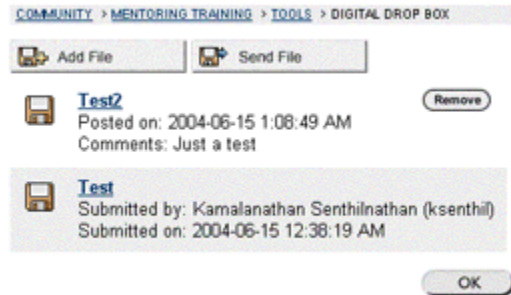 COMMUNITY > MENTORING TRAINING > TOOLS > DIGITAL DROP BOX
Add File Send File
Test2 Remove
Posted on: 2004-06-15 1:08:49 AM
Comments: Just a test
Test
Submitted by: Kamalanathan Senthilnathan (ksenthil)
Submitted on: 2004-06-15 12:38:19 AM
OK